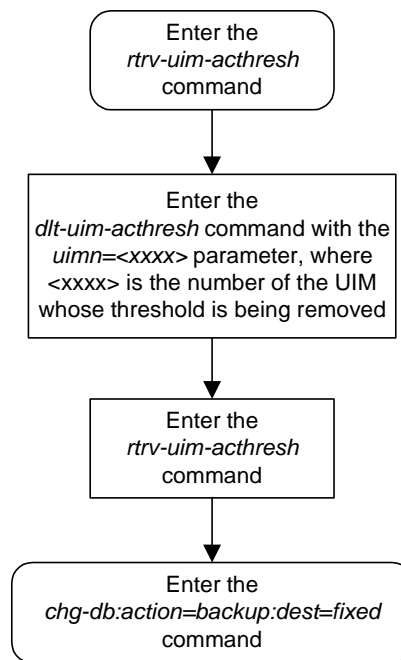 Enter the
rtrv-uim-acthresh
command
Enter the
dlt-uim-acthresh command with the
uimn=<xxxx> parameter, where
<xxxx> is the number of the UIM
whose threshold is being removed
Enter the
rtrv-uim-acthresh
command
Enter the
chg-db:action=backup:dest=fixed
command